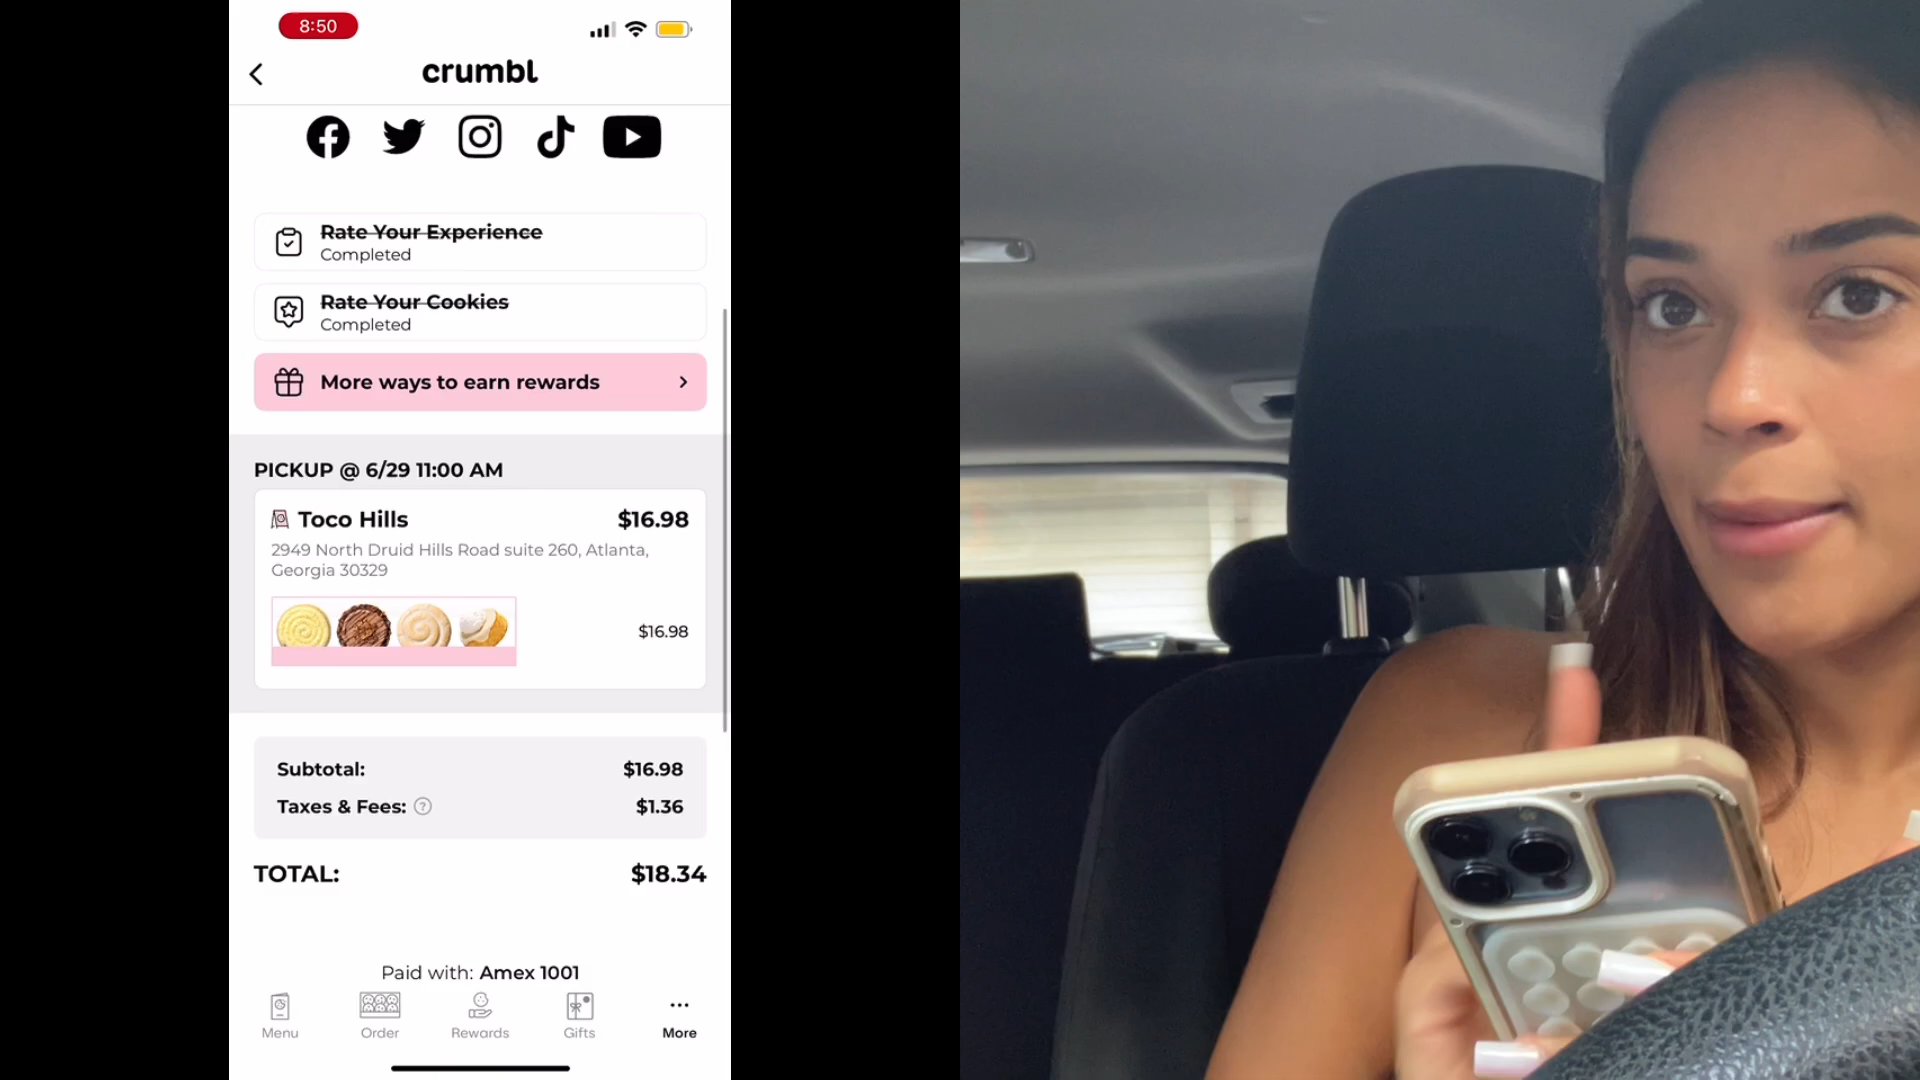 8:50
crumbl
Rate Your Experience
Completed
Rate Your Cookies
Completed
More ways to earn rewards
PICKUP @ 6/29 11:00 AM
Toco Hills $16.98
2949 North Druid Hills Road suite 260, Atlanta,
Georgia 30329
$16.98
Subtotal: $16.98
Taxes & Fees: ? $1.36
TOTAL: $18.34
Paid with: Amex 1001
Menu Order Rewards Gifts More